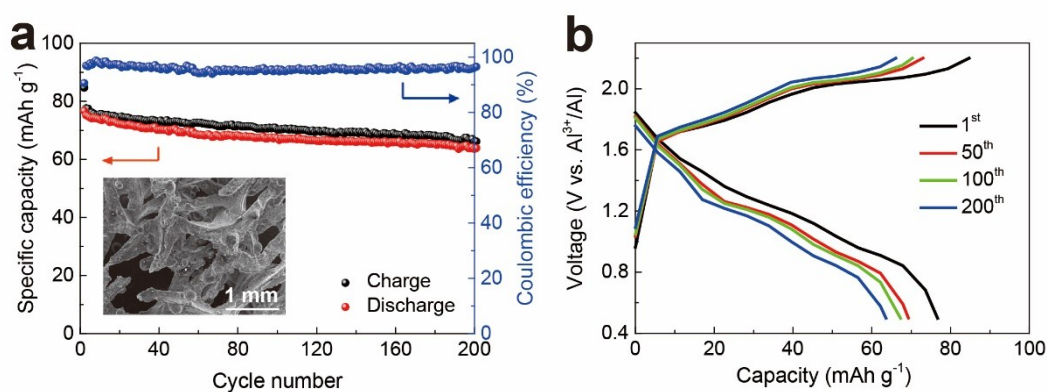 a
100
80
60
40
20
0
Specific capacity (mAh g⁻¹)
0 40 80 120 160 200
Cycle number
100
80
60
40
20
0
Coulombic efficiency (%)
Charge
Discharge
1 mm
b
2.0
1.6
1.2
0.8
0.4
Voltage (V vs. Al³⁺/Al)
0 20 40 60 80 100
Capacity (mAh g⁻¹)
1ˢᵗ
50ᵗʰ
100ᵗʰ
200ᵗʰ